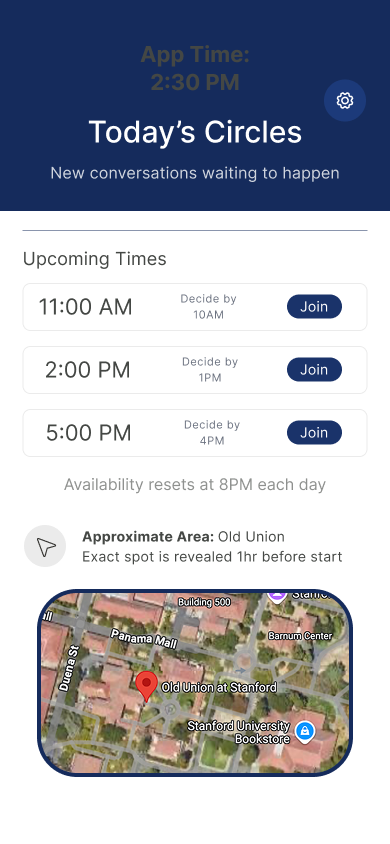 App Time:
2:30 PM
Today’s Circles
New conversations waiting to happen
Upcoming Times
11:00 AM
Decide by
10AM
Join
2:00 PM
Decide by
1PM
Join
5:00 PM
Decide by
4PM
Join
Availability resets at 8PM each day
Approximate Area: Old Union
Exact spot is revealed 1hr before start
Building 500
Panama Mall
Barnum Center
Duena St
Old Union at Stanford
Stanford University
Bookstore